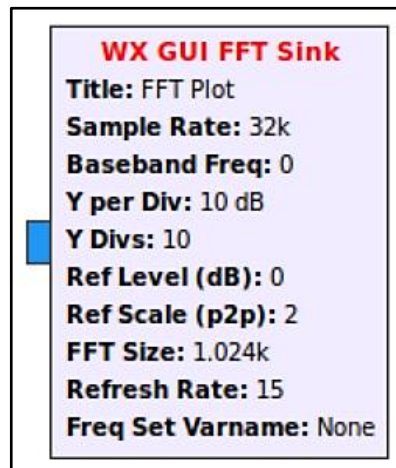 WX GUI FFT Sink
Title: FFT Plot
Sample Rate: 32k
Baseband Freq: 0
Y per Div: 10 dB
Y Divs: 10
Ref Level (dB): 0
Ref Scale (p2p): 2
FFT Size: 1.024k
Refresh Rate: 15
Freq Set Varname: None